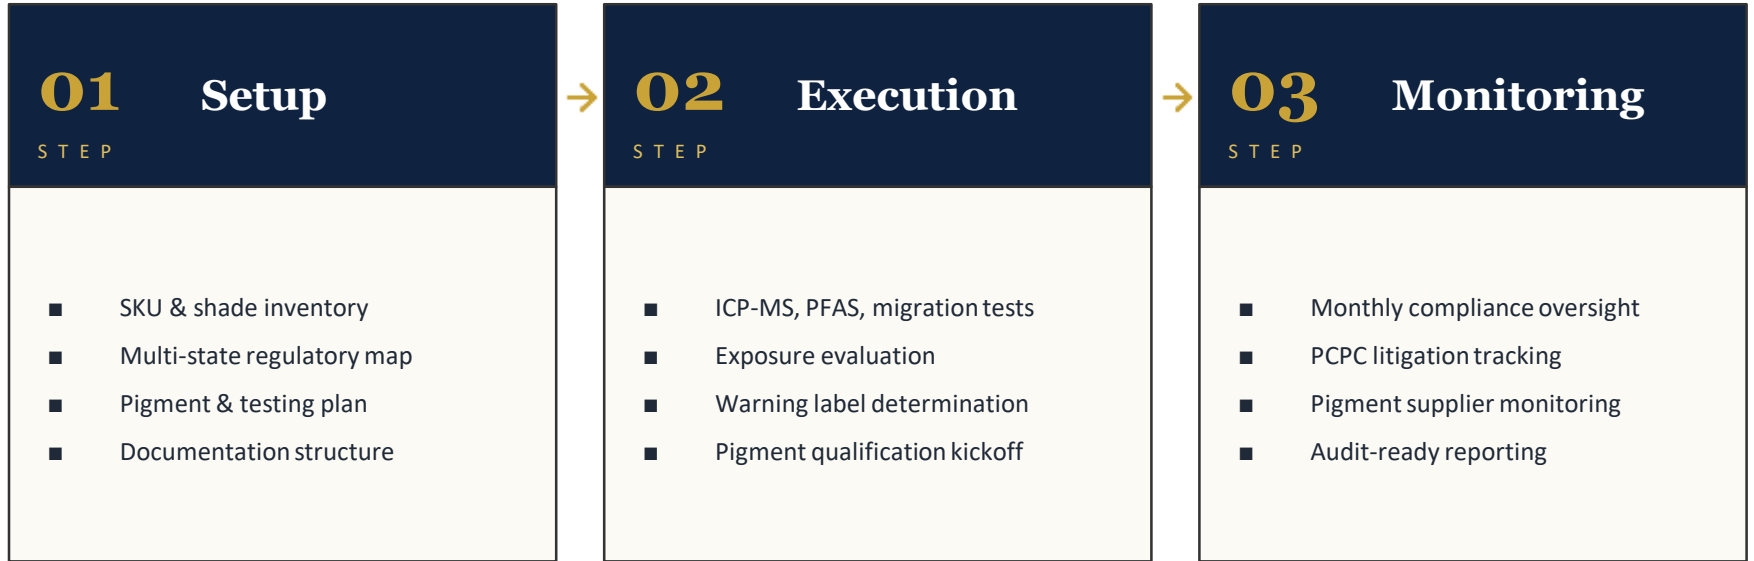 01 Setup
STEP
■ SKU & shade inventory
■ Multi-state regulatory map
■ Pigment & testing plan
■ Documentation structure
→
02 Execution
STEP
■ ICP-MS, PFAS, migration tests
■ Exposure evaluation
■ Warning label determination
■ Pigment qualification kickoff
→
03 Monitoring
STEP
■ Monthly compliance oversight
■ PCPC litigation tracking
■ Pigment supplier monitoring
■ Audit-ready reporting